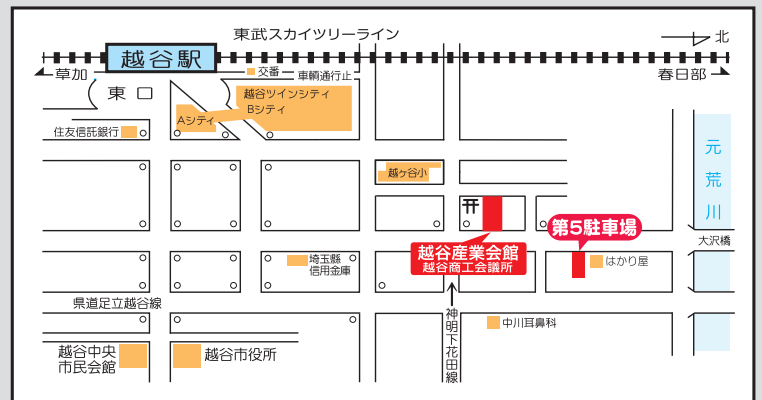 東武スカイツリーライン
北
越谷駅
草加
交番
車輌通行止
春日部
東口
越谷ツインシティ
Bシティ
Aシティ
住友信託銀行
越ヶ谷小
元荒川
第5駐車場
大沢橋
越谷産業会館
越谷商工会議所
はかり屋
埼玉縣
信用金庫
県道足立越谷線
神明下花田線
中川耳鼻科
越谷中央
市民会館
越谷市役所